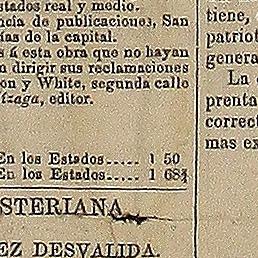 stados real y medio.
ncia de publicaciones, San
ías de la capital.
s á esta obra que no hayan
n dirigir sus reclamaciones
on y White, segunda calle
tzaga, editor.
En los Estados..... 1 50
En los Estados..... 1 68¾
STERIANA
EZ DESVALIDA.
tiene,
patriot
genera
La
prenta
correct
mas ex